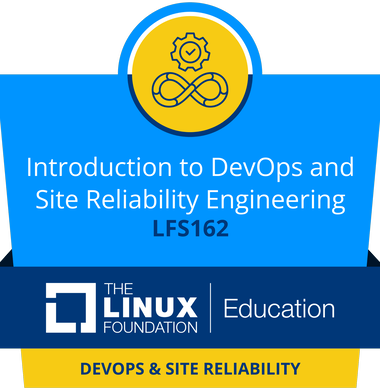 Introduction to DevOps and
Site Reliability Engineering
LFS162
THE
LINUX
FOUNDATION
Education
DEVOPS & SITE RELIABILITY